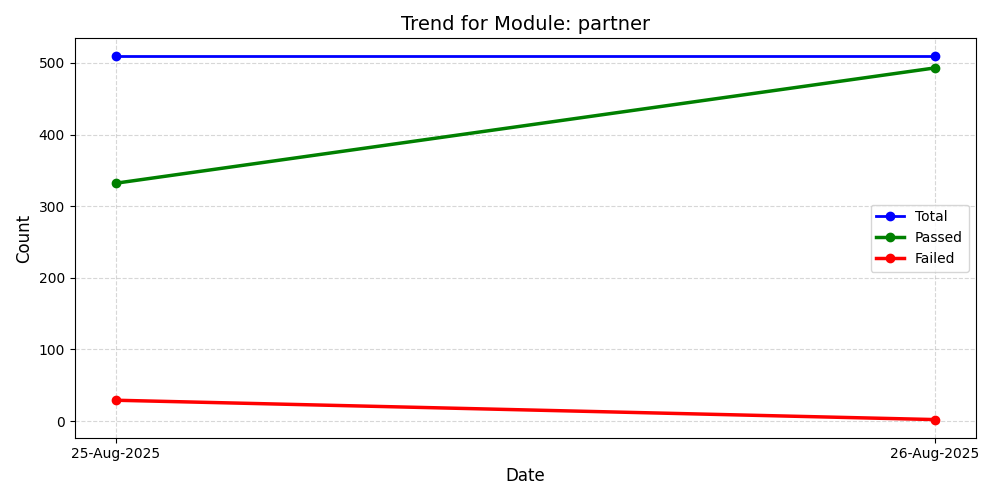 Trend for Module: partner
500
400
300
200
100
0
Count
Total
Passed
Failed
25-Aug-2025
26-Aug-2025
Date